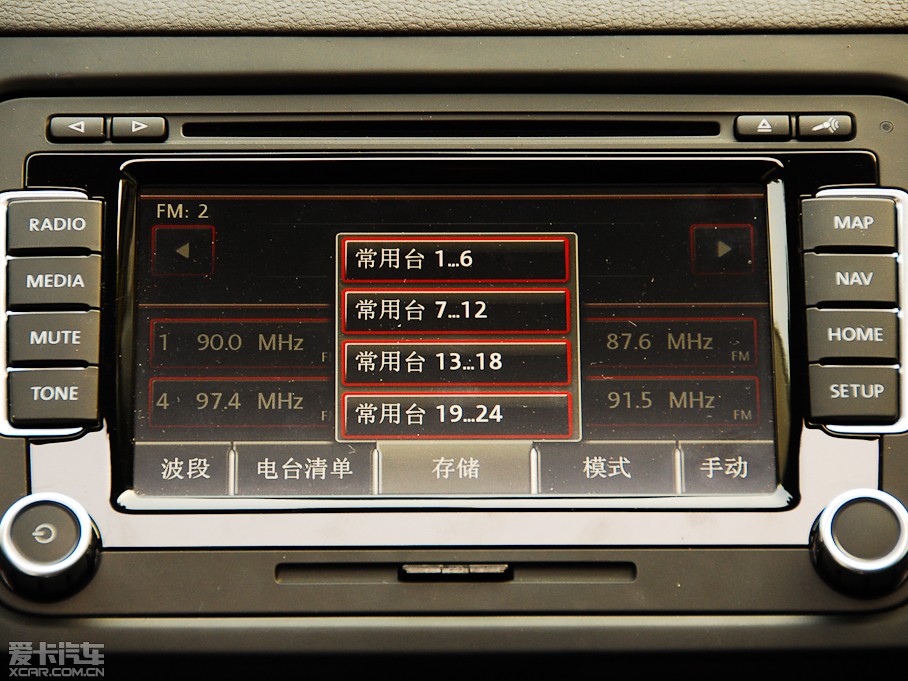 FM: 2
RADIO
MEDIA
MUTE
TONE
MAP
NAV
HOME
SETUP
常用台 1...6
常用台 7...12
常用台 13...18
常用台 19...24
1 90.0 MHz
87.6 MHz FM
4 97.4 MHz
91.5 MHz FM
波段 电台清单 存储 模式 手动
爱卡汽车
XCAR.COM.CN